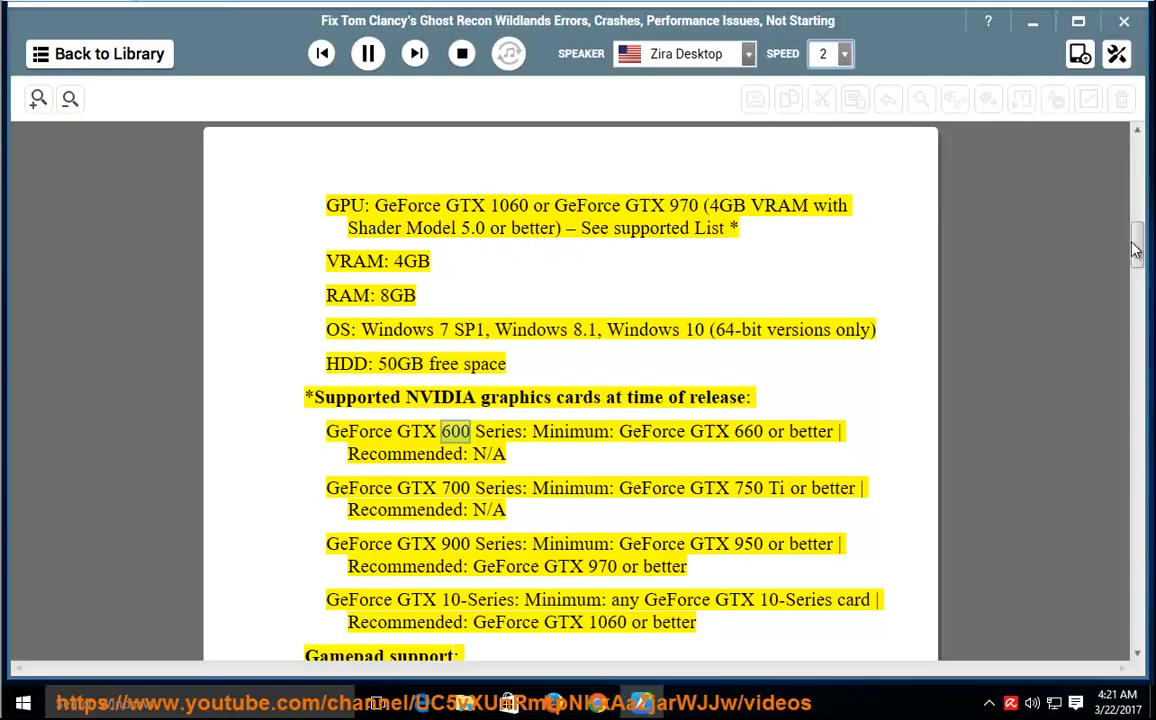 Fix Tom Clancy's Ghost Recon Wildlands Errors, Crashes, Performance Issues, Not Starting
Back to Library
SPEAKER Zira Desktop SPEED 2
GPU: GeForce GTX 1060 or GeForce GTX 970 (4GB VRAM with
Shader Model 5.0 or better) – See supported List *
VRAM: 4GB
RAM: 8GB
OS: Windows 7 SP1, Windows 8.1, Windows 10 (64-bit versions only)
HDD: 50GB free space
*Supported NVIDIA graphics cards at time of release:
GeForce GTX 600 Series: Minimum: GeForce GTX 660 or better |
Recommended: N/A
GeForce GTX 700 Series: Minimum: GeForce GTX 750 Ti or better |
Recommended: N/A
GeForce GTX 900 Series: Minimum: GeForce GTX 950 or better |
Recommended: GeForce GTX 970 or better
GeForce GTX 10-Series: Minimum: any GeForce GTX 10-Series card |
Recommended: GeForce GTX 1060 or better
Gamepad support:
4:21 AM
3/22/2017